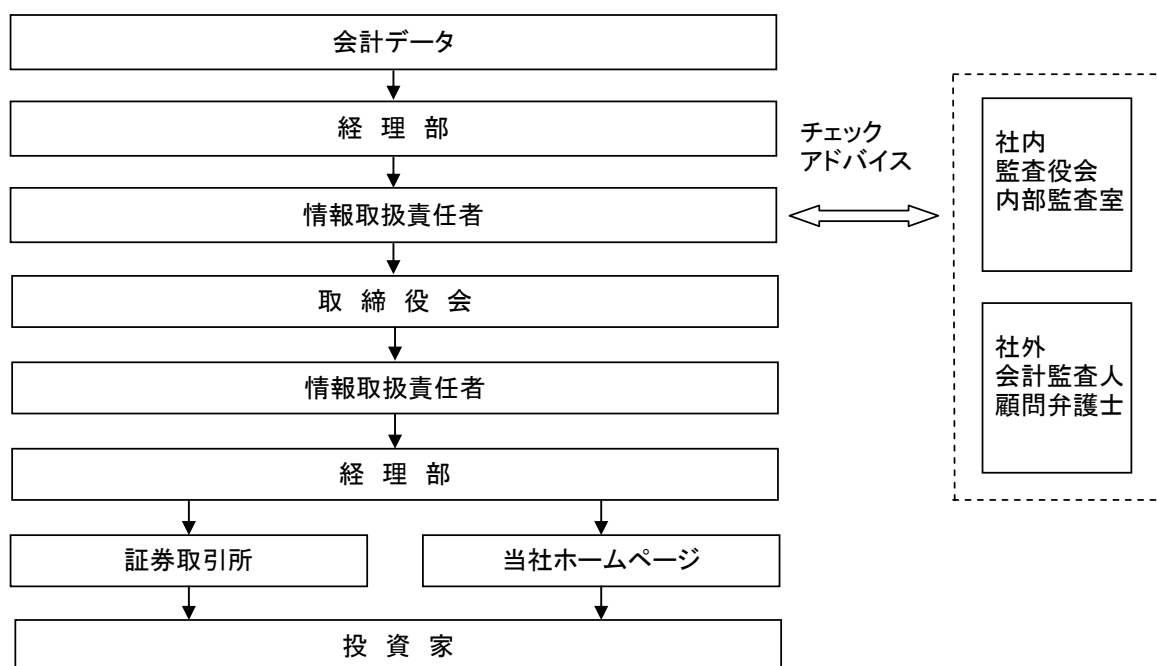 会計データ
経 理 部
情報取扱責任者
取 締 役 会
情報取扱責任者
経 理 部
証券取引所
当社ホームページ
投 資 家
チェック
アドバイス
社内
監査役会
内部監査室
社外
会計監査人
顧問弁護士